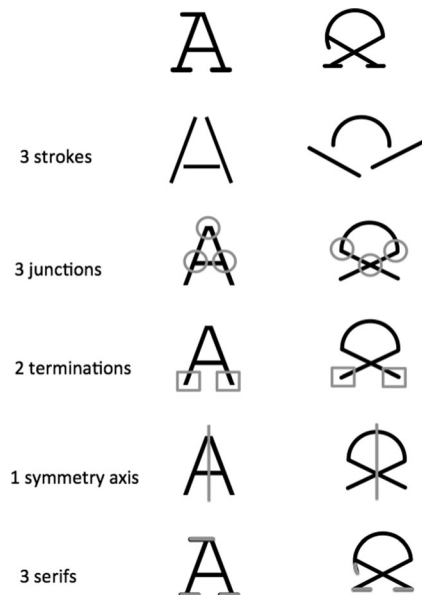 A
3 strokes
3 junctions
A
2 terminations
A
1 symmetry axis
A
3 serifs
A